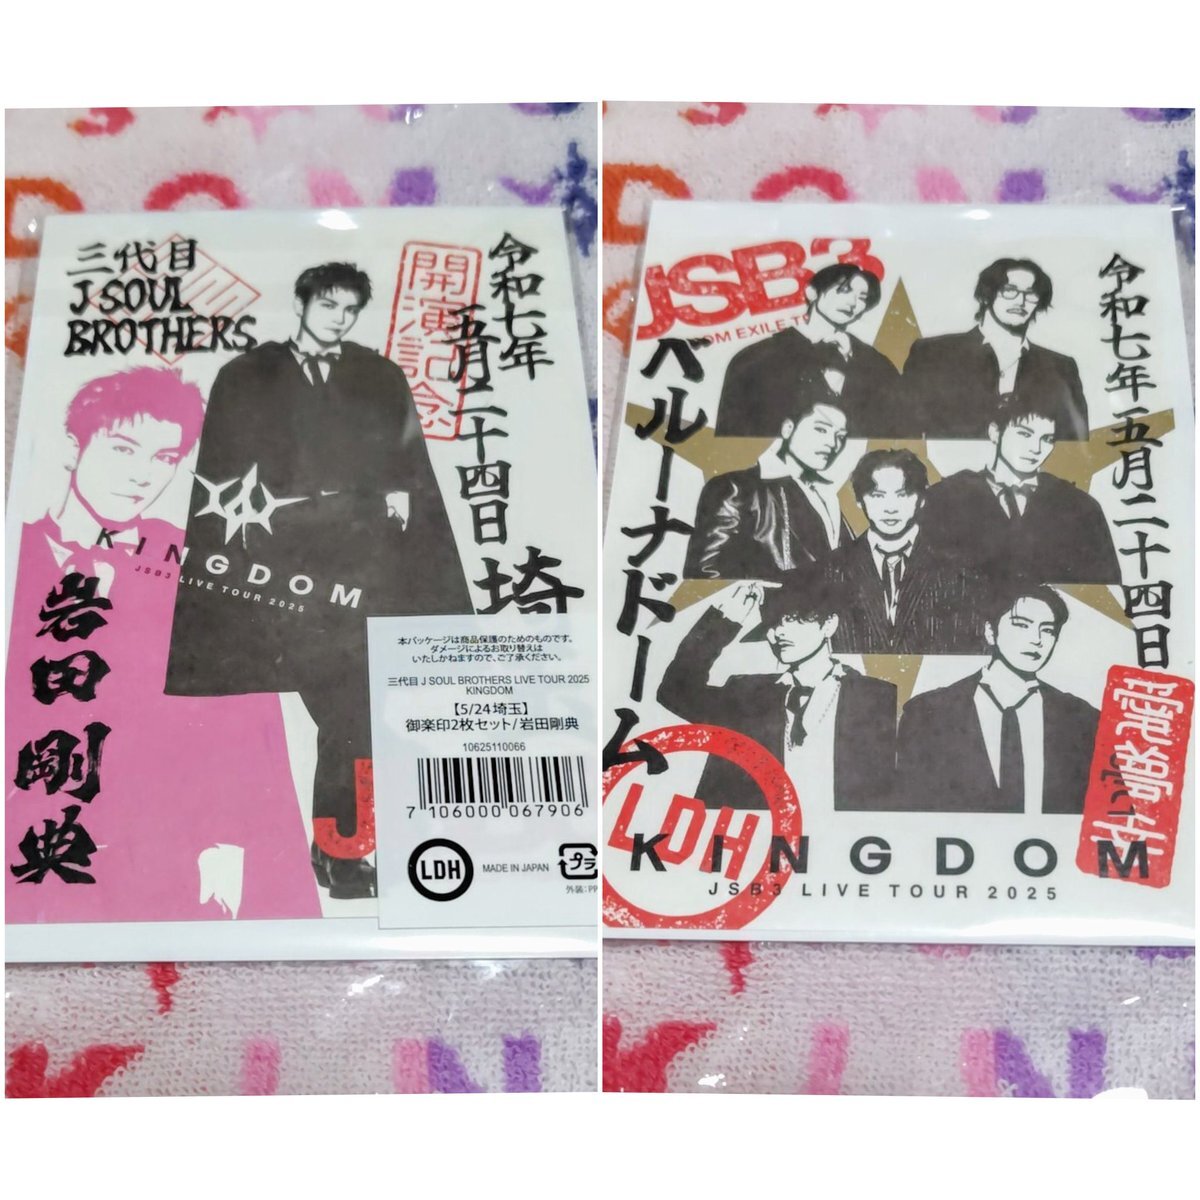 三代目
J SOUL
BROTHERS
開演記念
令和七年
五月二十四日
埼
KINGDOM
JSB3 LIVE TOUR 2025
岩田剛典
本パッケージは商品保護のためのものです。
ダメージによるお取り替えは
いたしかねますので、ご了承ください。
三代目 J SOUL BROTHERS LIVE TOUR 2025
KINGDOM
【5/24埼玉】
御楽印2枚セット/岩田剛典
10625110066
7 106000 067906
LDH
MADE IN JAPAN
プラ
外装:PP
J
JSB3
ベルーナドーム
令和七年五月二十四日
LDH
KINGDOM
JSB3 LIVE TOUR 2025